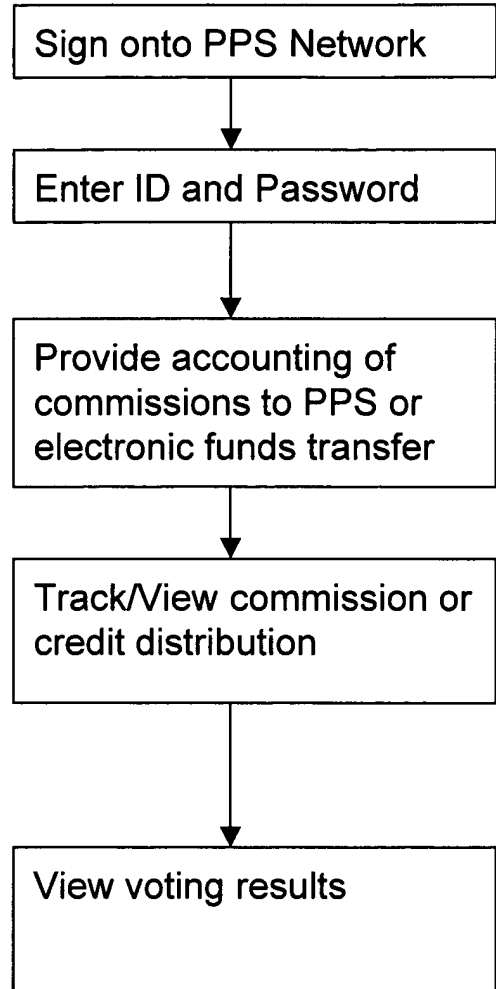 Sign onto PPS Network
Enter ID and Password
Provide accounting of
commissions to PPS or
electronic funds transfer
Track/View commission or
credit distribution
View voting results